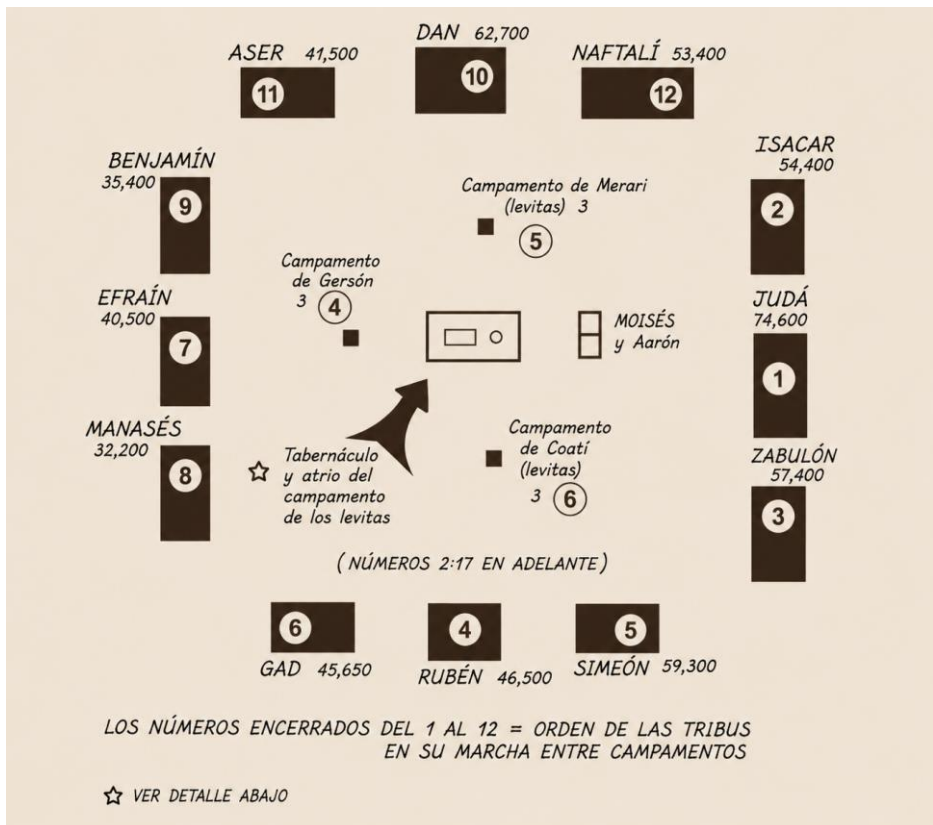 DAN 62,700
ASER 41,500
NAFTALÍ 53,400
11
10
12
BENJAMÍN
35,400
9
ISACAR
54,400
2
Campamento de Merari
(levitas) 3
5
Campamento
de Gersón
3 4
EFRAÍN
40,500
7
MOISÉS
y Aarón
JUDÁ
74,600
1
MANASÉS
32,200
8
Tabernáculo
y atrio del
campamento
de los levitas
Campamento
de Coatí
(levitas)
3 6
ZABULÓN
57,400
3
(NÚMEROS 2:17 EN ADELANTE)
6
GAD 45,650
4
RUBÉN 46,500
5
SIMEÓN 59,300
LOS NÚMEROS ENCERRADOS DEL 1 AL 12 = ORDEN DE LAS TRIBUS
EN SU MARCHA ENTRE CAMPAMENTOS
☆ VER DETALLE ABAJO